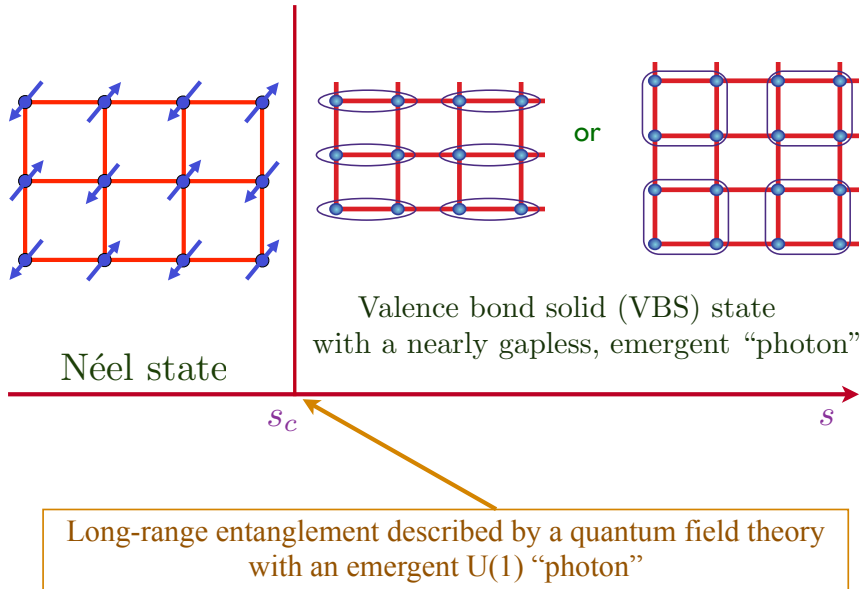 or
Valence bond solid (VBS) state
with a nearly gapless, emergent “photon”
Néel state
s_c
s
Long-range entanglement described by a quantum field theory
with an emergent U(1) “photon”